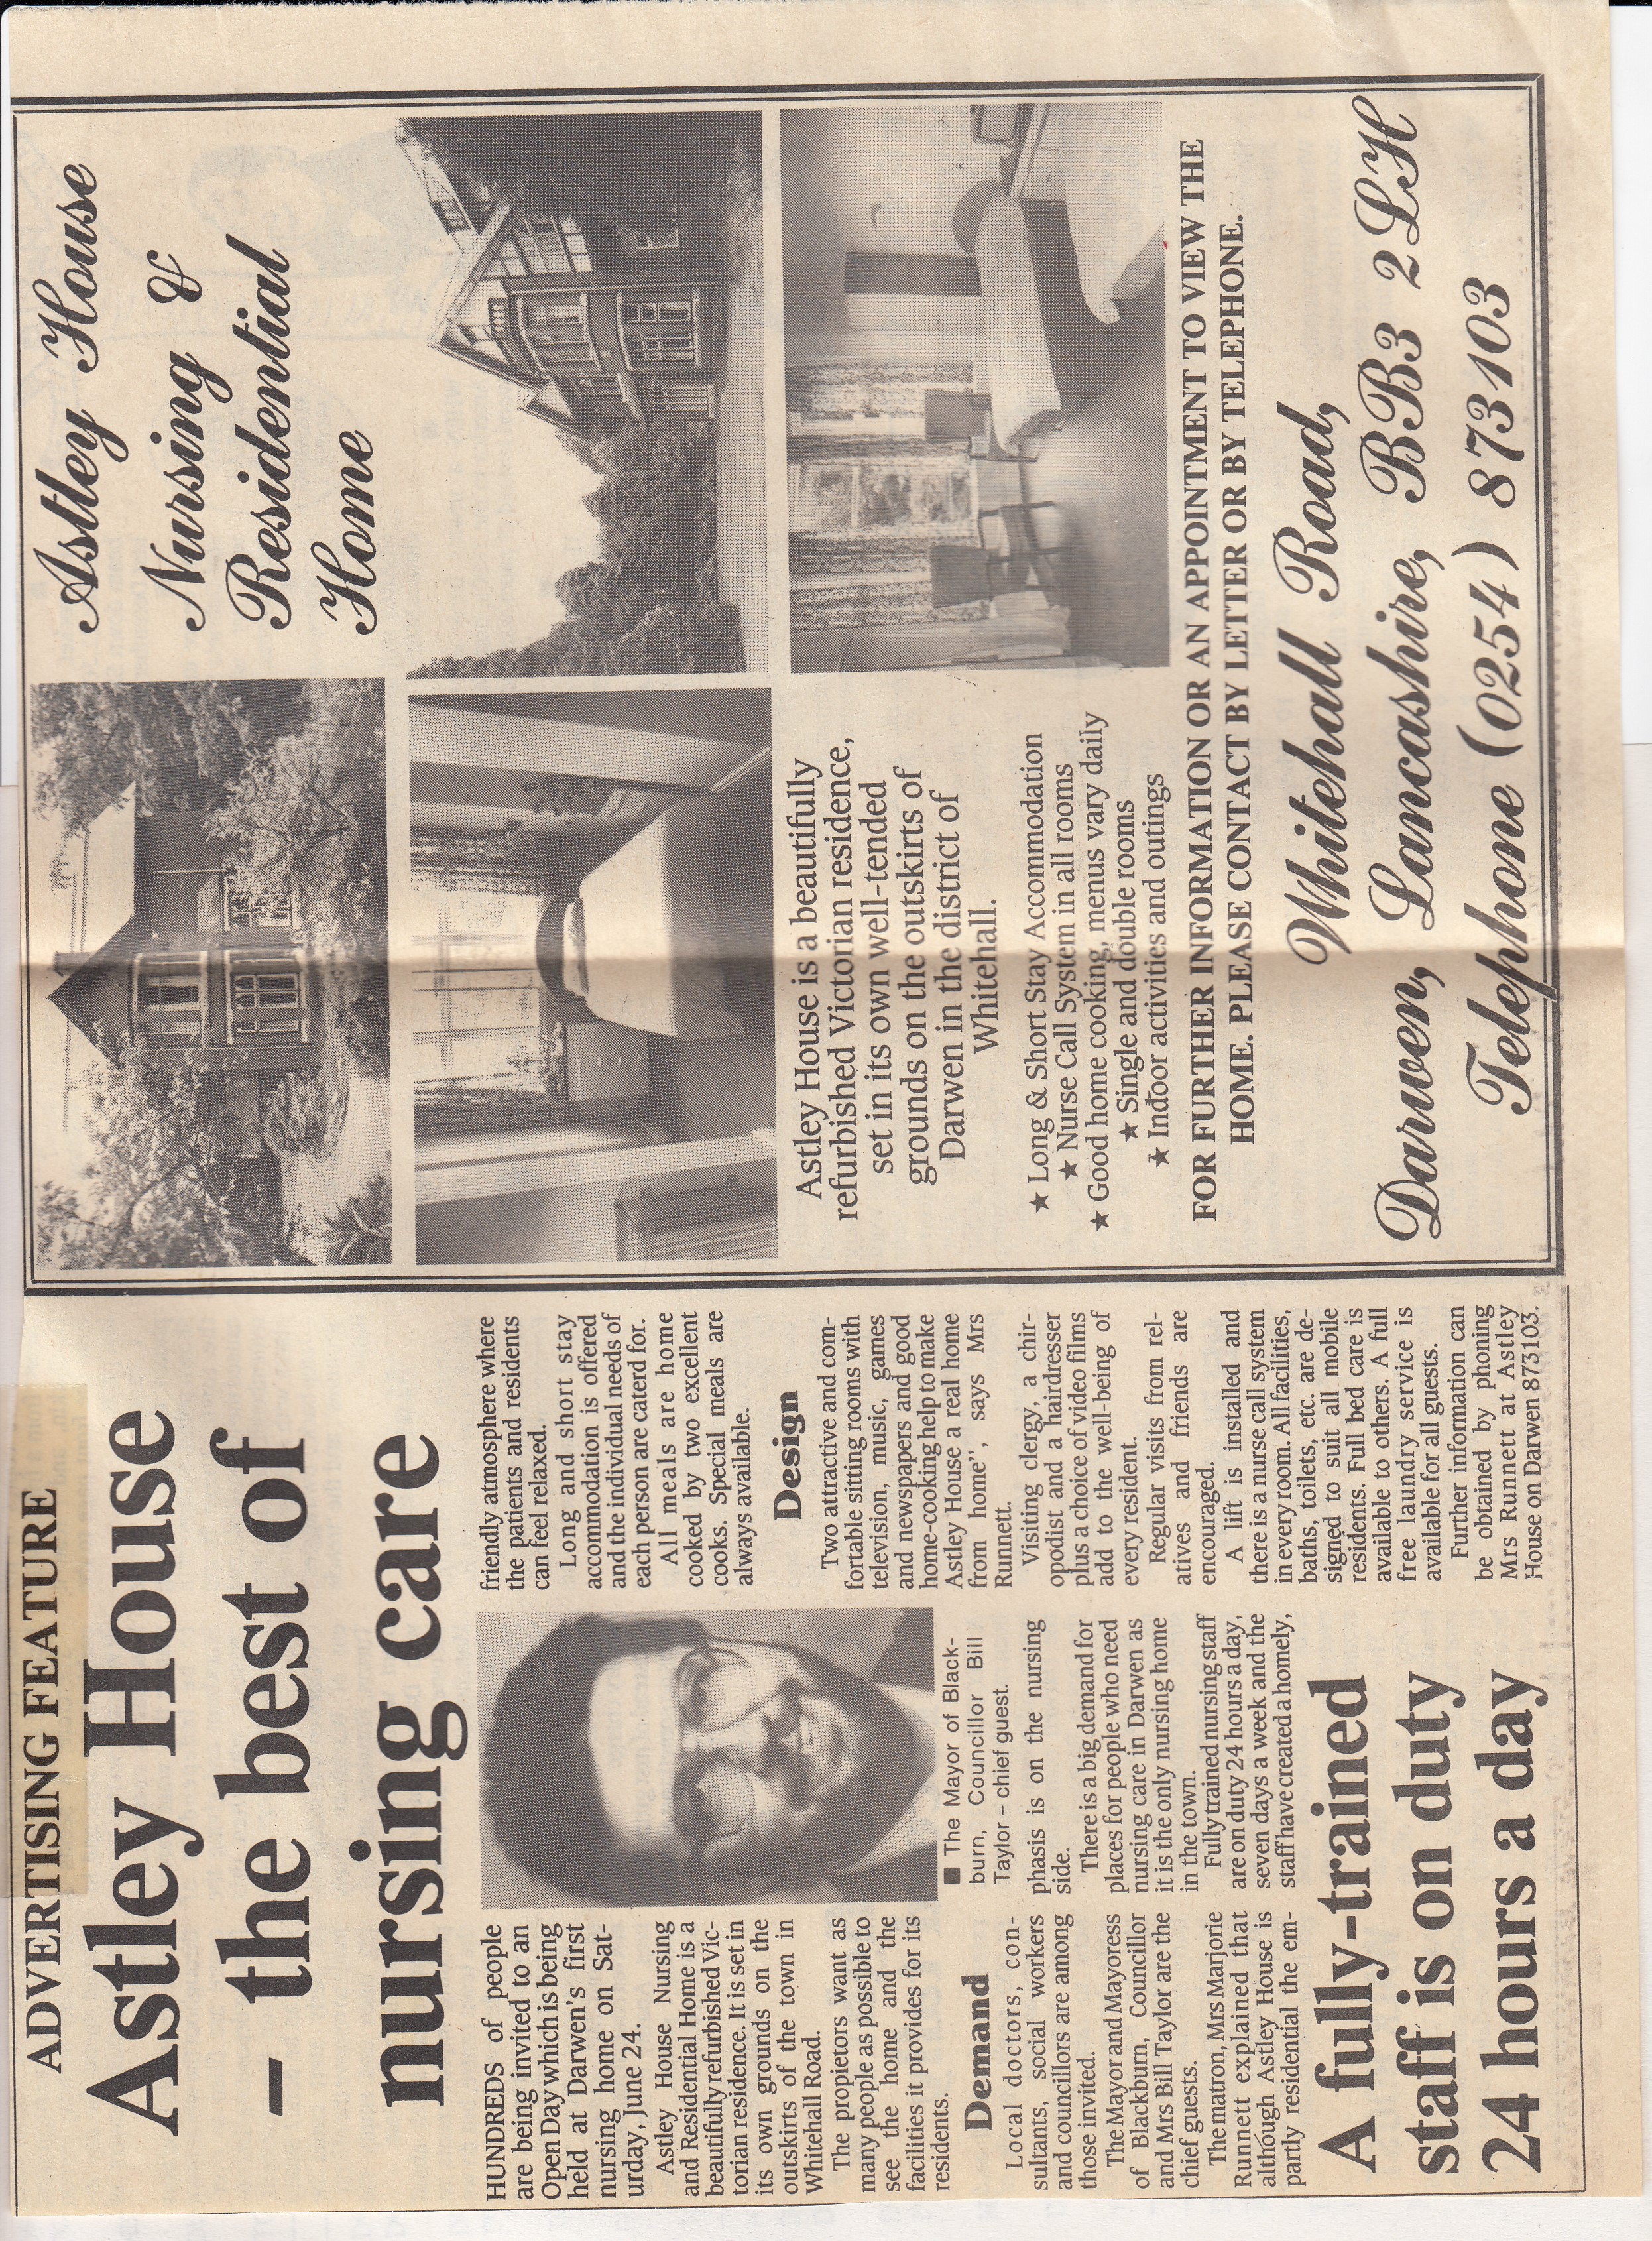 ADVERTISING FEATURE
Astley House
– the best of
nursing care
HUNDREDS of people
are being invited to an
Open Day which is being
held at Darwen's first
nursing home on Sat-
urday, June 24.
Astley House Nursing
and Residential Home is a
beautifully refurbished Vic-
torian residence. It is set in
its own grounds on the
outskirts of the town in
Whitehall Road.
The propietors want as
many people as possible to
see the home and the
facilities it provides for its
residents.
Demand
Local doctors, con-
sultants, social workers
and councillors are among
those invited.
The Mayor and Mayoress
of Blackburn, Councillor
and Mrs Bill Taylor are the
chief guests.
The matron, Mrs Marjorie
Runnett explained that
although Astley House is
partly residential the em-
■ The Mayor of Black-
burn, Councillor Bill
Taylor – chief guest.
phasis is on the nursing
side.
There is a big demand for
places for people who need
nursing care in Darwen as
it is the only nursing home
in the town.
Fully trained nursing staff
are on duty 24 hours a day,
seven days a week and the
staff have created a homely,
A fully-trained
staff is on duty
24 hours a day
friendly atmosphere where
the patients and residents
can feel relaxed.
Long and short stay
accommodation is offered
and the individual needs of
each person are caterd for.
All meals are home
cooked by two excellent
cooks. Special meals are
always available.
Design
Two attractive and com-
fortable sitting rooms with
television, music, games
and newspapers and good
home-cooking help to make
Astley House a real home
from home", says Mrs
Runnett.
Visiting clergy, a chir-
opodist and a hairdresser
plus a choice of video films
add to the well-being of
every resident.
Regular visits from rel-
atives and friends are
encouraged.
A lift is installed and
there is a nurse call system
in every room. All facilities,
baths, toilets, etc. are de-
signed to suit all mobile
residents. Full bed care is
available to others. A full
free laundry service is
available for all guests.
Further information can
be obtained by phoning
Mrs Runnett at Astley
House on Darwen 873103.
Astley House
Nursing &
Residential
Home
Astley House is a beautifully
refurbished Victorian residence,
set in its own well-tended
grounds on the outskirts of
Darwen in the district of
Whitehall.
★ Long & Short Stay Accommodation
★ Nurse Call System in all rooms
★ Good home cooking, menus vary daily
★ Single and double rooms
★ Indoor activities and outings
FOR FURTHER INFORMATION OR AN APPOINTMENT TO VIEW THE
HOME. PLEASE CONTACT BY LETTER OR BY TELEPHONE.
Whitehall Road,
Darwen, Lancashire, BB3 2LH
Telephone (0254) 873103